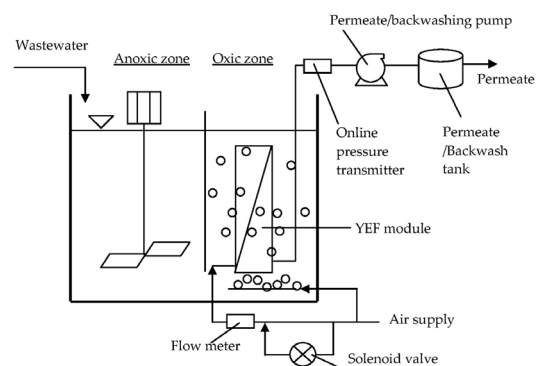 Permeate/backwashing pump
Wastewater
Anoxic zone
Oxic zone
Permeate
Online
pressure
transmitter
Permeate
/Backwash
tank
YEF module
Air supply
Flow meter
Solenoid valve